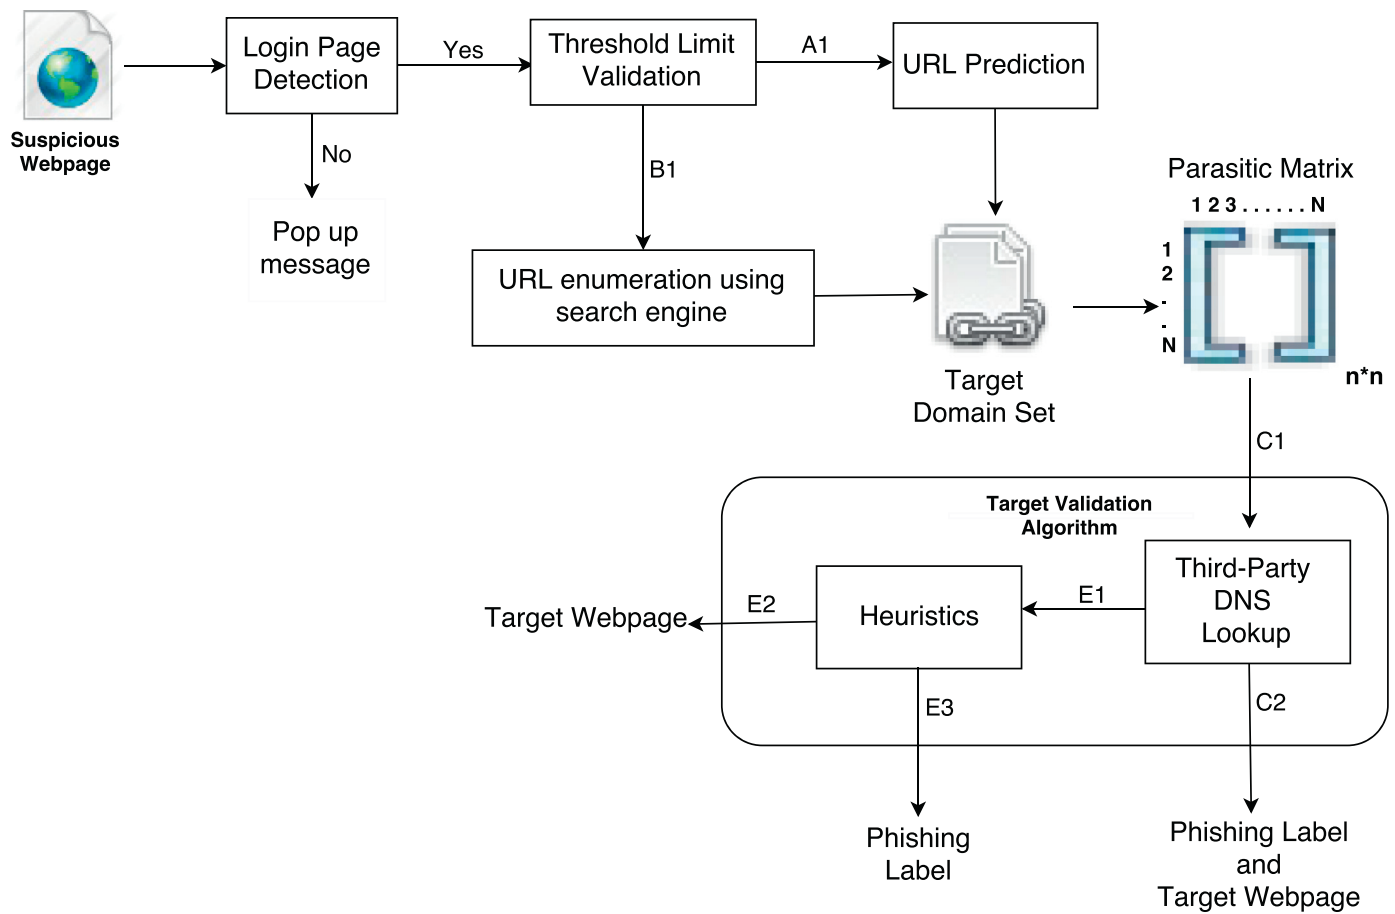 Suspicious
Webpage
Login Page
Detection
Yes
No
Pop up
message
Threshold Limit
Validation
A1
B1
URL Prediction
URL enumeration using
search engine
Target
Domain Set
Parasitic Matrix
1 2 3 . . . . . . N
1
2
-
-
N
n*n
C1
Target Validation
Algorithm
Third-Party
DNS
Lookup
E1
Heuristics
E2
Target Webpage
E3
C2
Phishing
Label
Phishing Label
and
Target Webpage